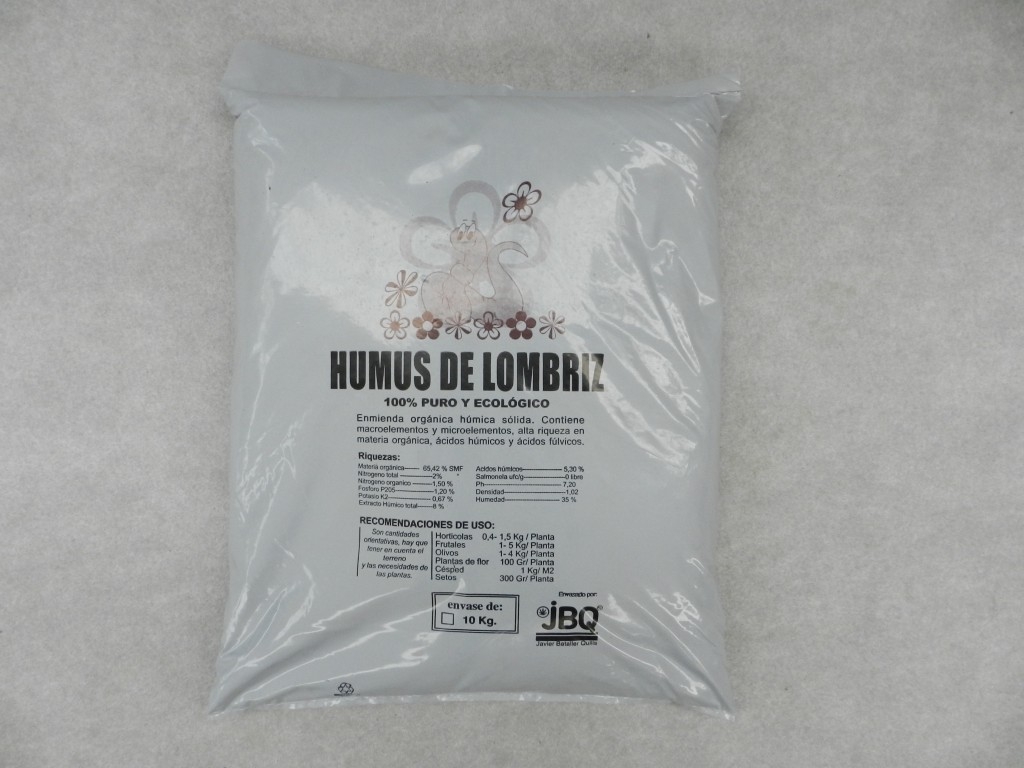 HUMUS DE LOMBRIZ
100% PURO Y ECOLÓGICO
Enmienda orgánica húmica sólida. Contiene
macroelementos y microelementos, alta riqueza en
materia orgánica, ácidos húmicos y ácidos fúlvicos.
Riquezas:
Materia orgánica 65,42 % SMF
Nitrogeno total 2%
Nitrogeno organico 1,50 %
Fosforo P205 1,20 %
Potasio K2 0,67 %
Extracto Húmico total 8 %
Acidos húmicos 5,30 %
Salmonela ufc/g 0 libre
Ph 7,20
Densidad 1,02
Humedad 35 %
RECOMENDACIONES DE USO:
Son cantidades
orientativas, hay que
tener en cuenta el
terreno
y las necesidades de
las plantas.
Horticolas 0,4- 1,5 Kg / Planta
Frutales 1- 5 Kg/ Planta
Olivos 1- 4 Kg/ Planta
Plantas de flor 100 Gr/ Planta
Césped 1 Kg/ M2
Setos 300 Gr/ Planta
envase de:
10 Kg.
Envasado por:
JBQ
Javier Bataller Quilis